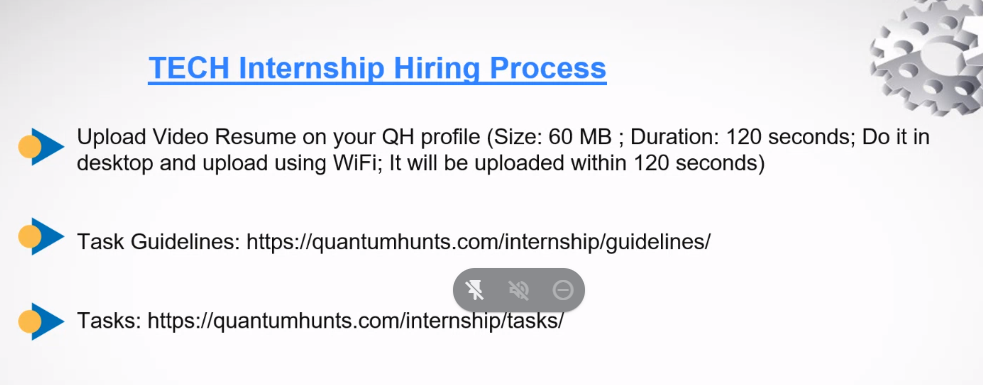 TECH Internship Hiring Process
Upload Video Resume on your QH profile (Size: 60 MB ; Duration: 120 seconds; Do it in
desktop and upload using WiFi; It will be uploaded within 120 seconds)
Task Guidelines: https://quantumhunts.com/internship/guidelines/
Tasks: https://quantumhunts.com/internship/tasks/